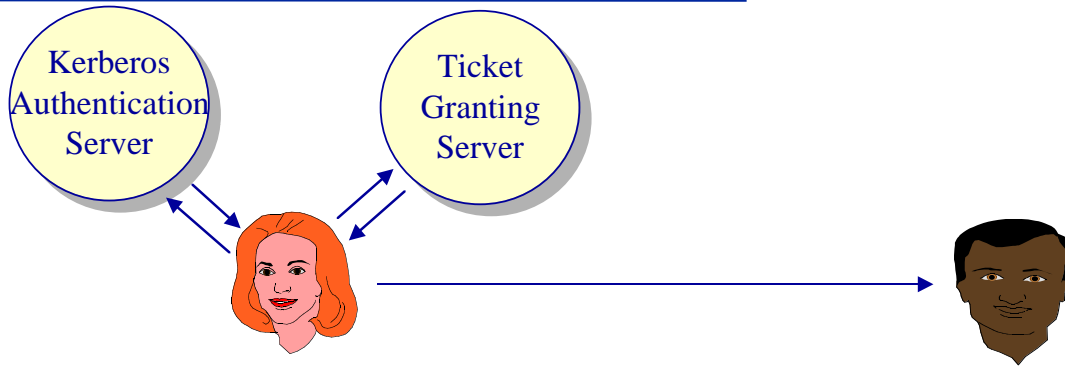 Kerberos
Authentication
Server
Ticket
Granting
Server